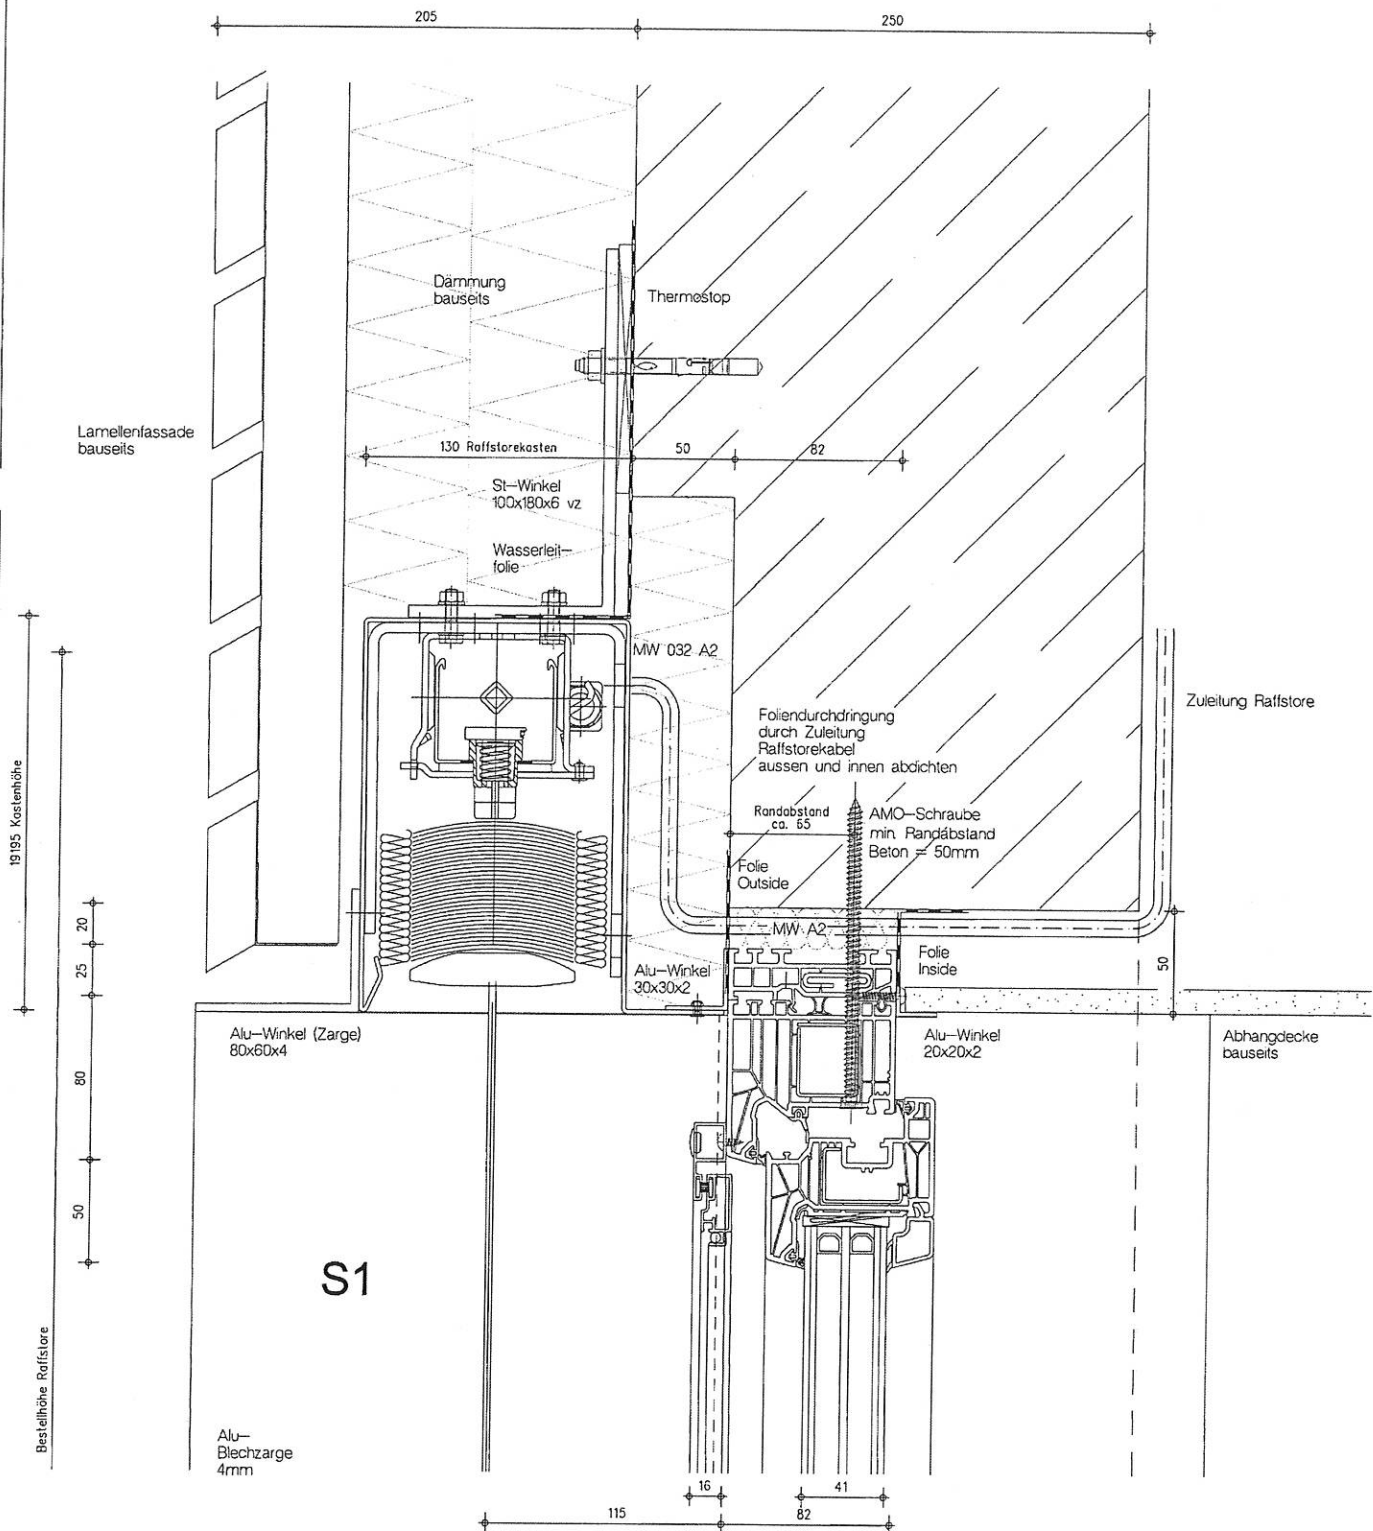 205
250
Dämmung
bauseits
Thermostop
Lamellenfassade
bauseits
130 Raffstorekasten
50
82
St-Winkel
100x180x6 vz
Wasserleit-
folie
MW 032 A2
Zuleitung Raffstore
Foliendurchdringung
durch Zuleitung
Raffstorekabel
aussen und innen abdichten
19195 Kastenhöhe
Randabstand
ca. 65
AMO-Schraube
min. Randabstand
Beton = 50mm
Folie
Outside
20
MW A2
25
Alu-Winkel
30x30x2
Folie
Inside
50
Alu-Winkel (Zarge)
80x60x4
Alu-Winkel
20x20x2
Abhangdecke
bauseits
80
50
S1
Bestellhöhe Raffstore
Alu-
Blechzarge
4mm
16
41
115
82